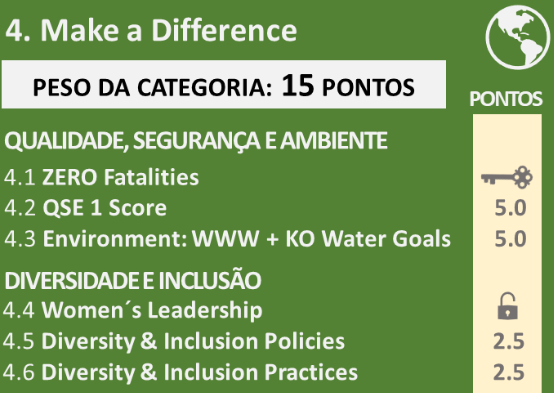 4. Make a Difference
PESO DA CATEGORIA: 15 PONTOS
PONTOS
QUALIDADE, SEGURANÇA E AMBIENTE
4.1 ZERO Fatalities
4.2 QSE 1 Score 5.0
4.3 Environment: WWW + KO Water Goals 5.0
DIVERSIDADE E INCLUSÃO
4.4 Women´s Leadership
4.5 Diversity & Inclusion Policies 2.5
4.6 Diversity & Inclusion Practices 2.5